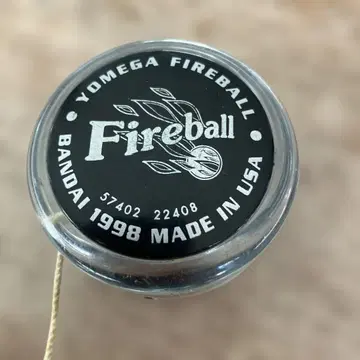 YOMEGA FIREBALL
Fireball
57402 22408
BANDAI 1998 MADE IN USA